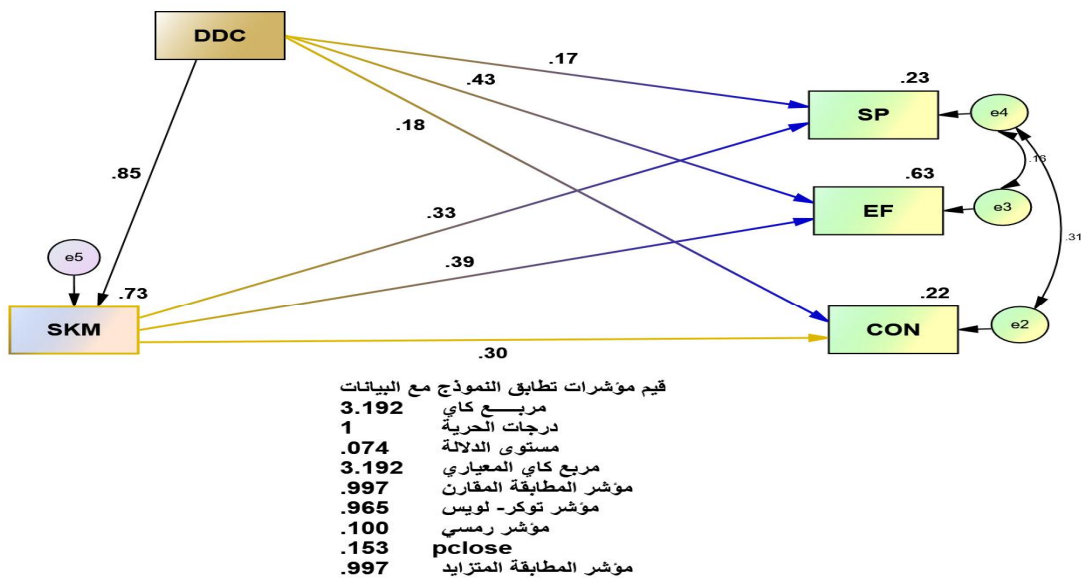 DDC
.17
.43
.18
.23
SP
e4
.16
.85
.63
EF
e3
.33
.31
.39
e5
.73
SKM
.22
CON
e2
.30
قيم مؤشرات تطابق النموذج مع البيانات
مربـــــع كاي 3.192
درجات الحرية 1
مستوى الدلالة .074
مربع كاي المعياري 3.192
مؤشر المطابقة المقارن .997
مؤشر توكر- لويس .965
مؤشر رمسي .100
pclose .153
مؤشر المطابقة المتزايد .997